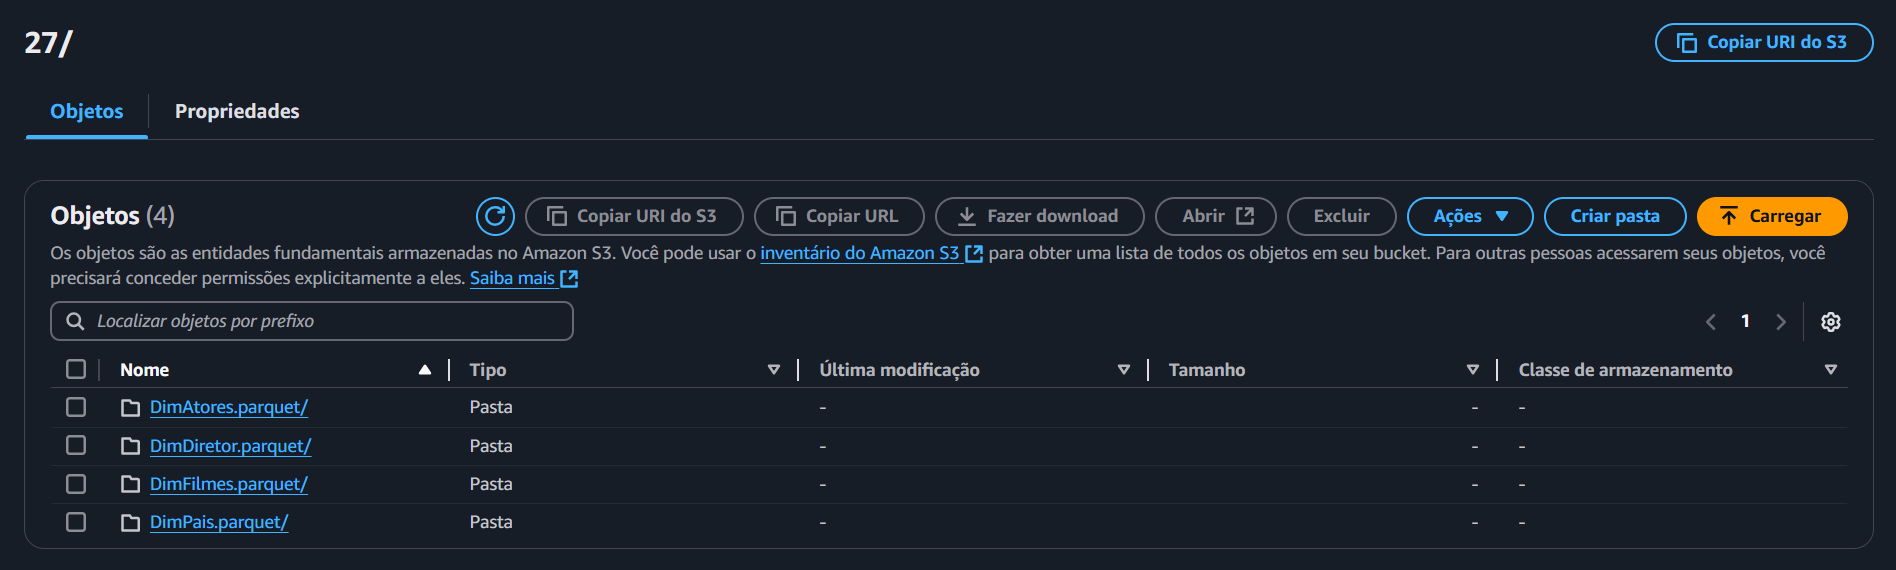 27/
Copiar URI do S3
Objetos
Propriedades
Objetos (4)
Copiar URI do S3
Copiar URL
Fazer download
Abrir
Excluir
Ações
Criar pasta
Carregar
Os objetos são as entidades fundamentais armazenadas no Amazon S3. Você pode usar o inventário do Amazon S3 para obter uma lista de todos os objetos em seu bucket. Para outras pessoas acessarem seus objetos, você
precisará conceder permissões explicitamente a eles. Saiba mais
Localizar objetos por prefixo
1
Nome Tipo Última modificação Tamanho Classe de armazenamento
DimAtores.parquet/ Pasta - - -
DimDiretor.parquet/ Pasta - - -
DimFilmes.parquet/ Pasta - - -
DimPais.parquet/ Pasta - - -